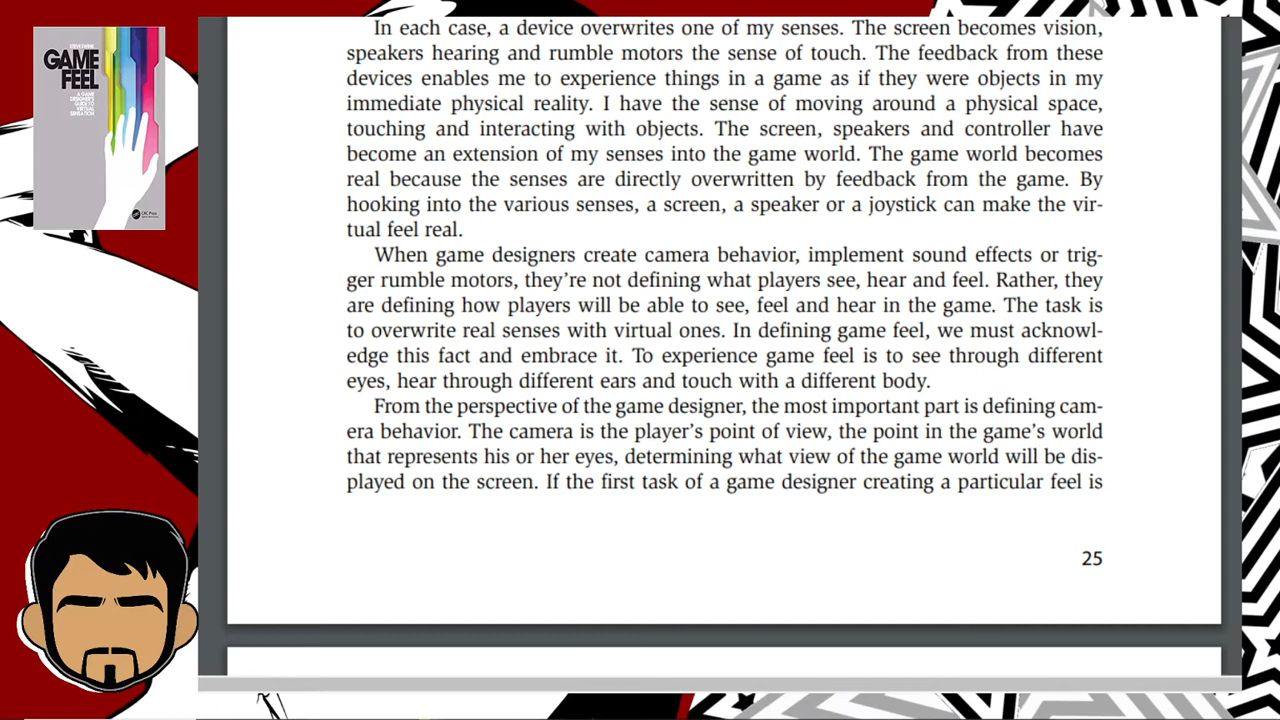 GAME
FEEL
A GAME
DESIGNER'S
GUIDE TO
VIRTUAL
SENSATION
CRC Press
In each case, a device overwrites one of my senses. The screen becomes vision,
speakers hearing and rumble motors the sense of touch. The feedback from these
devices enables me to experience things in a game as if they were objects in my
immediate physical reality. I have the sense of moving around a physical space,
touching and interacting with objects. The screen, speakers and controller have
become an extension of my senses into the game world. The game world becomes
real because the senses are directly overwritten by feedback from the game. By
hooking into the various senses, a screen, a speaker or a joystick can make the vir-
tual feel real.
When game designers create camera behavior, implement sound effects or trig-
ger rumble motors, they’re not defining what players see, hear and feel. Rather, they
are defining how players will be able to see, feel and hear in the game. The task is
to overwrite real senses with virtual ones. In defining game feel, we must acknowl-
edge this fact and embrace it. To experience game feel is to see through different
eyes, hear through different ears and touch with a different body.
From the perspective of the game designer, the most important part is defining cam-
era behavior. The camera is the player’s point of view, the point in the game’s world
that represents his or her eyes, determining what view of the game world will be dis-
played on the screen. If the first task of a game designer creating a particular feel is
25